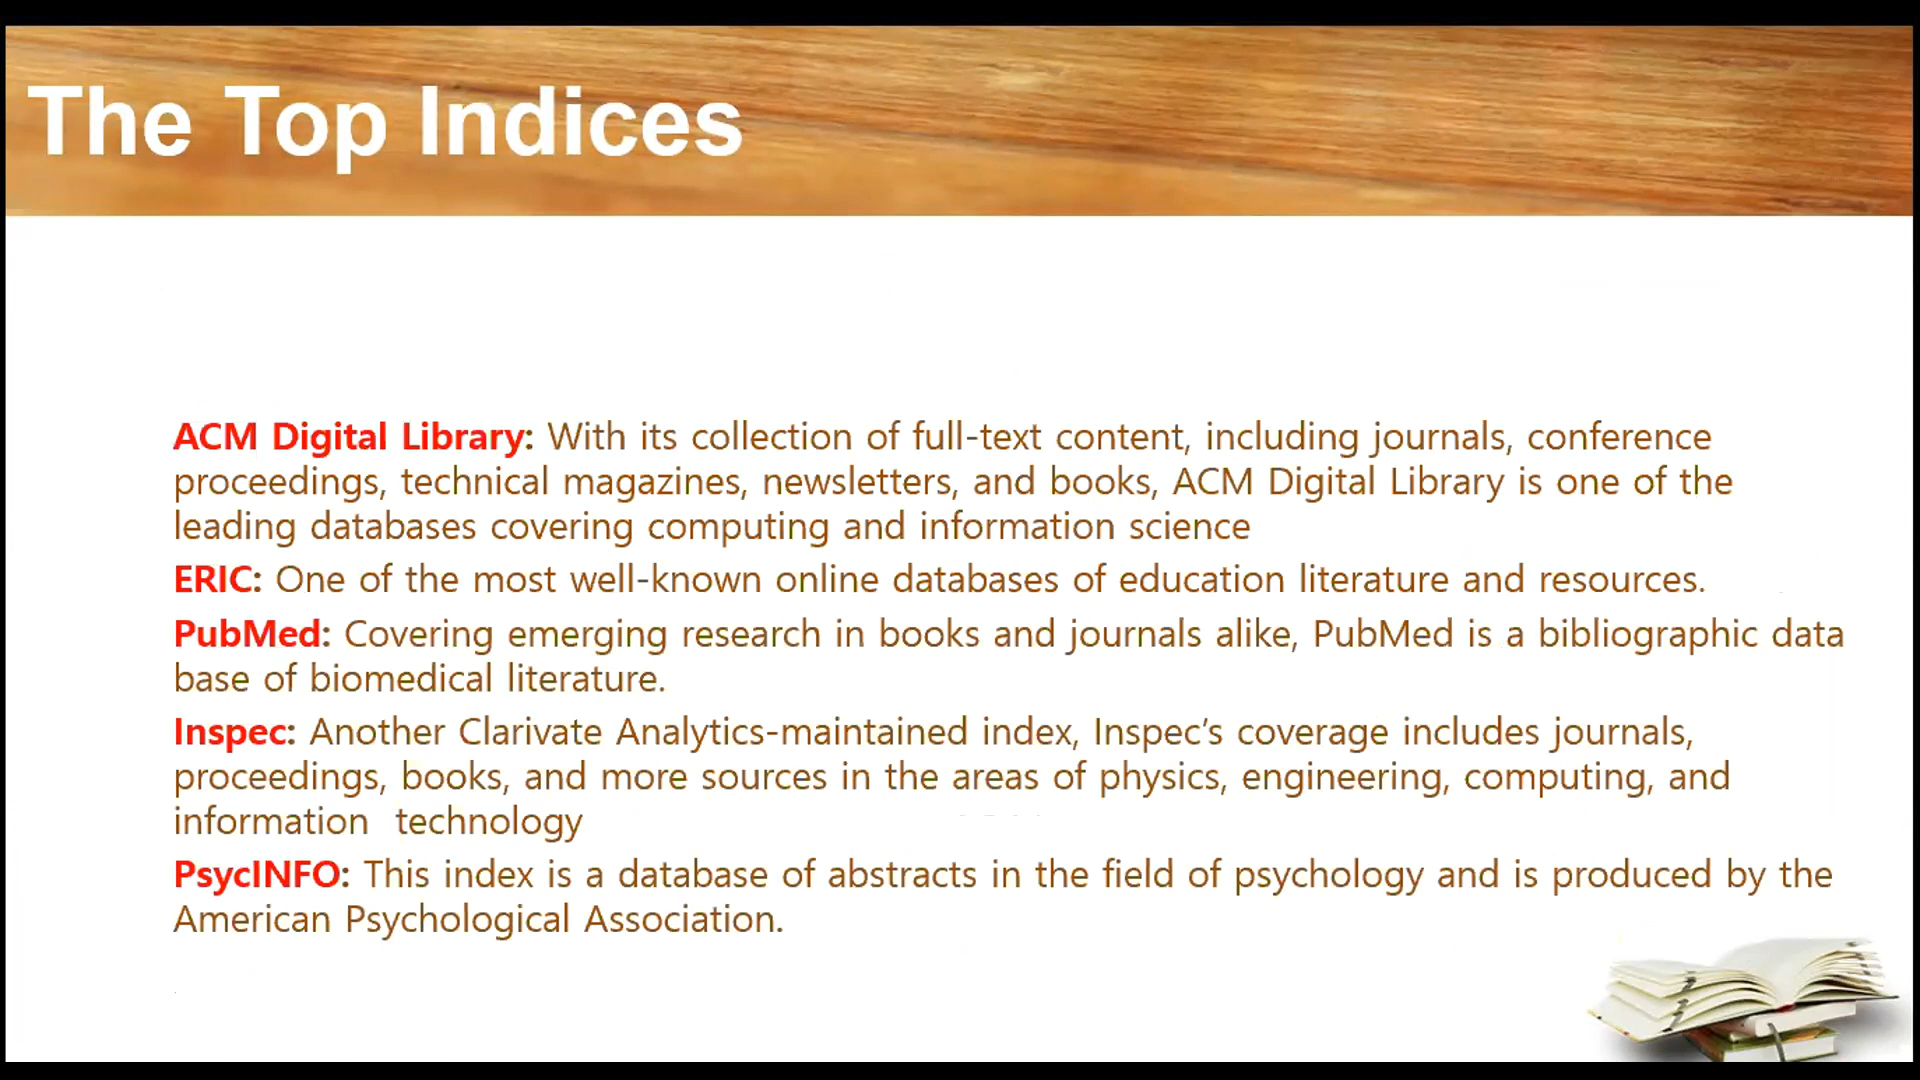 The Top Indices
ACM Digital Library: With its collection of full-text content, including journals, conference
proceedings, technical magazines, newsletters, and books, ACM Digital Library is one of the
leading databases covering computing and information science
ERIC: One of the most well-known online databases of education literature and resources.
PubMed: Covering emerging research in books and journals alike, PubMed is a bibliographic data
base of biomedical literature.
Inspec: Another Clarivate Analytics-maintained index, Inspec’s coverage includes journals,
proceedings, books, and more sources in the areas of physics, engineering, computing, and
information technology
PsycINFO: This index is a database of abstracts in the field of psychology and is produced by the
American Psychological Association.